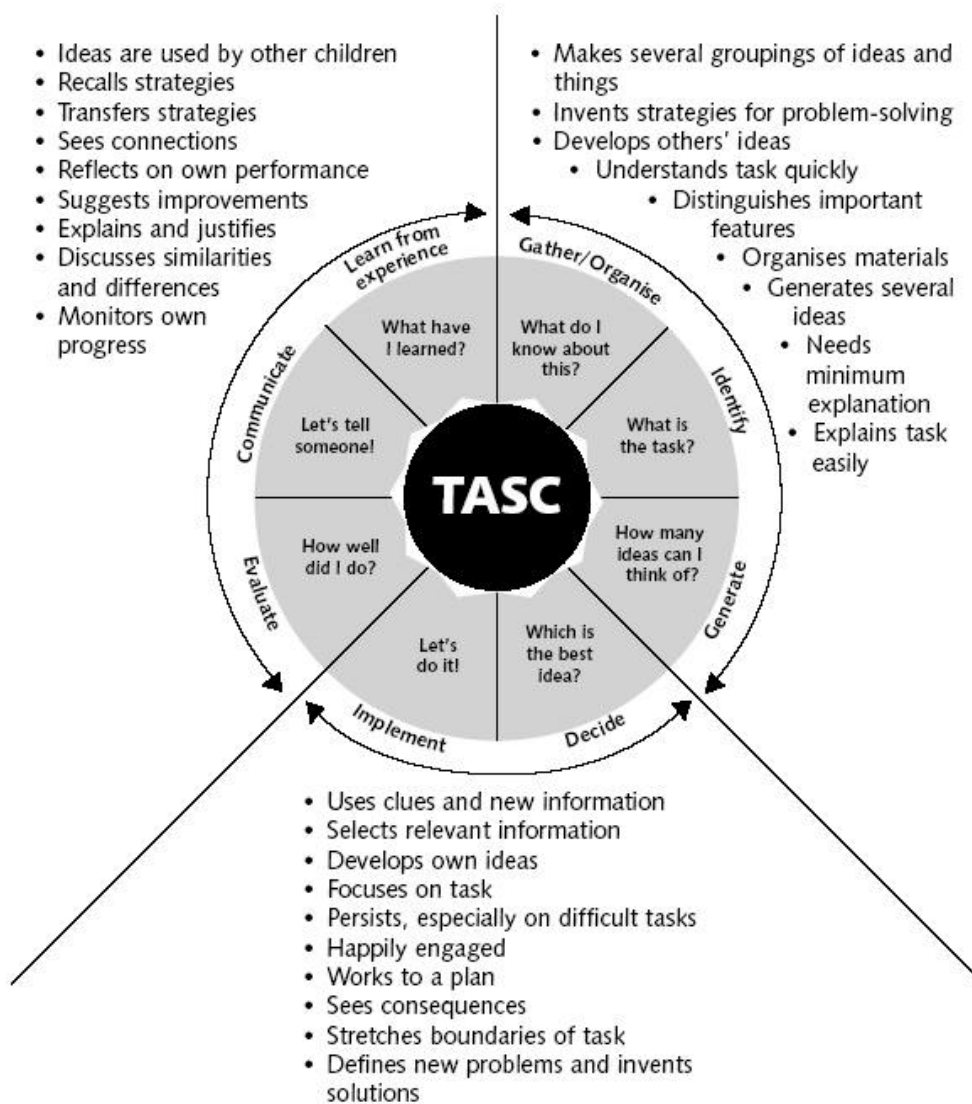 • Ideas are used by other children
• Recalls strategies
• Transfers strategies
• Sees connections
• Reflects on own performance
• Suggests improvements
• Explains and justifies
• Discusses similarities
and differences
• Monitors own
progress
• Makes several groupings of ideas and
things
• Invents strategies for problem-solving
• Develops others' ideas
• Understands task quickly
• Distinguishes important
features
• Organises materials
• Generates several
ideas
• Needs
minimum
explanation
• Explains task
easily
Learn from
experience
Gather/Organise
Identify
Generate
Decide
Implement
Evaluate
Communicate
What have
I learned?
What do I
know about
this?
What is
the task?
How many
ideas can I
think of?
Which is
the best
idea?
Let's
do it!
How well
did I do?
Let's tell
someone!
TASC
• Uses clues and new information
• Selects relevant information
• Develops own ideas
• Focuses on task
• Persists, especially on difficult tasks
• Happily engaged
• Works to a plan
• Sees consequences
• Stretches boundaries of task
• Defines new problems and invents
solutions